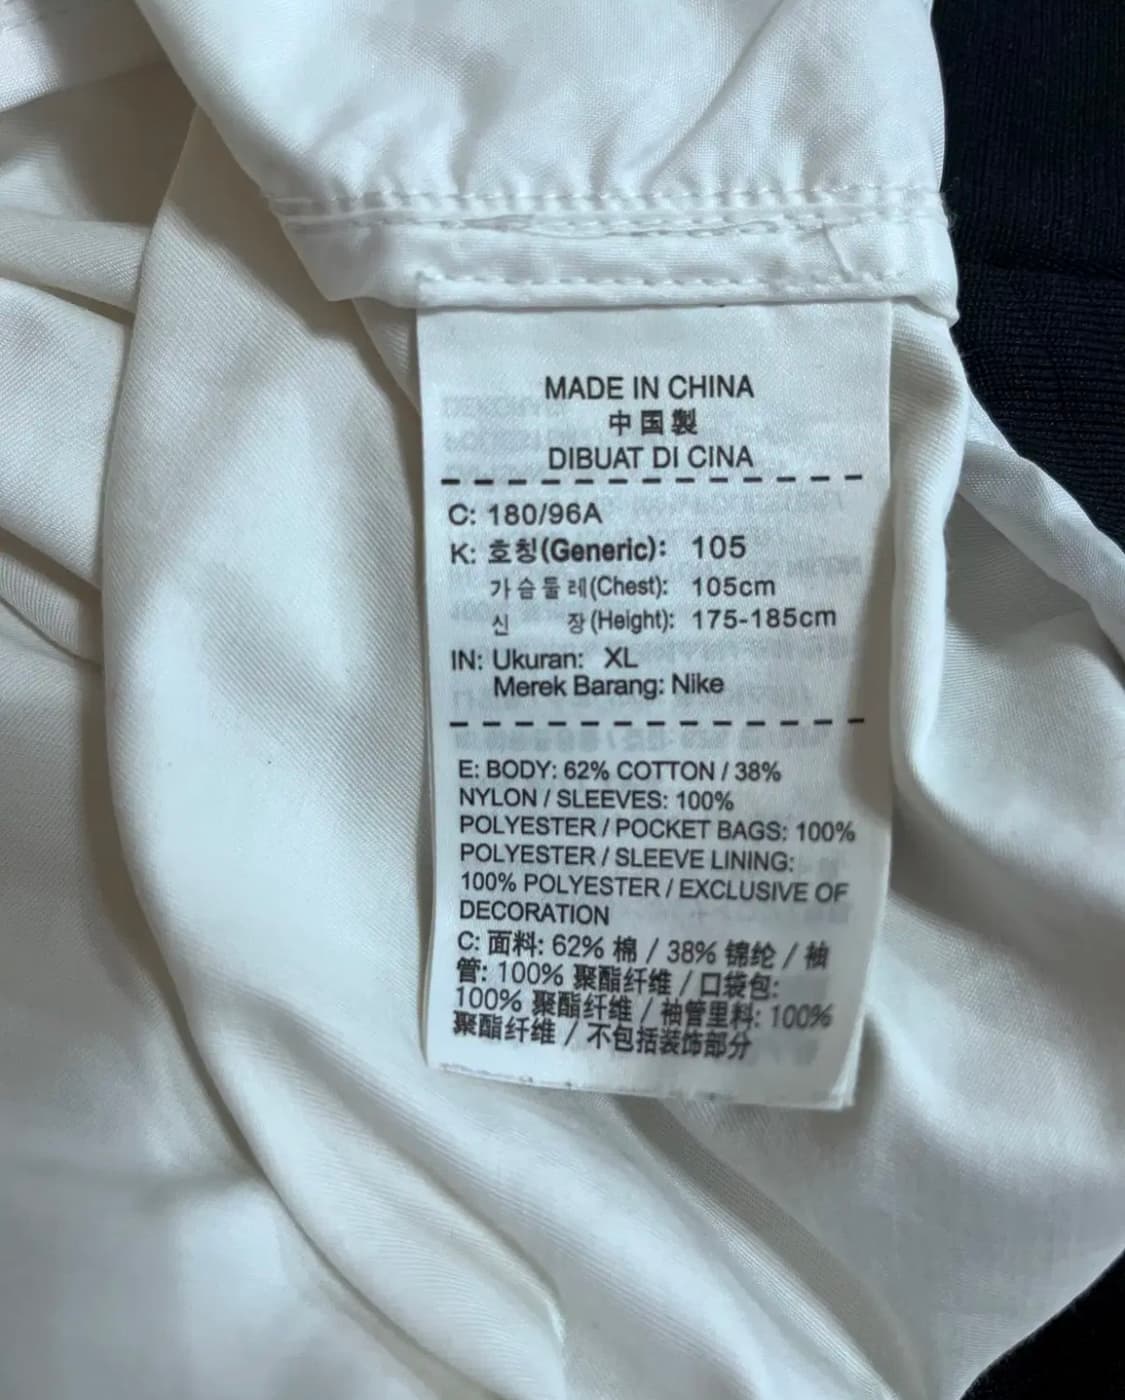 MADE IN CHINA
中国製
DIBUAT DI CINA
C: 180/96A
K: 호칭(Generic): 105
가슴둘레(Chest): 105cm
신 장(Height): 175-185cm
IN: Ukuran: XL
Merek Barang: Nike
E: BODY: 62% COTTON / 38%
NYLON / SLEEVES: 100%
POLYESTER / POCKET BAGS: 100%
POLYESTER / SLEEVE LINING:
100% POLYESTER / EXCLUSIVE OF
DECORATION
C: 面料: 62% 棉 / 38% 锦纶 / 袖
管: 100% 聚酯纤维 / 口袋包:
100% 聚酯纤维 / 袖管里料: 100%
聚酯纤维 / 不包括装饰部分